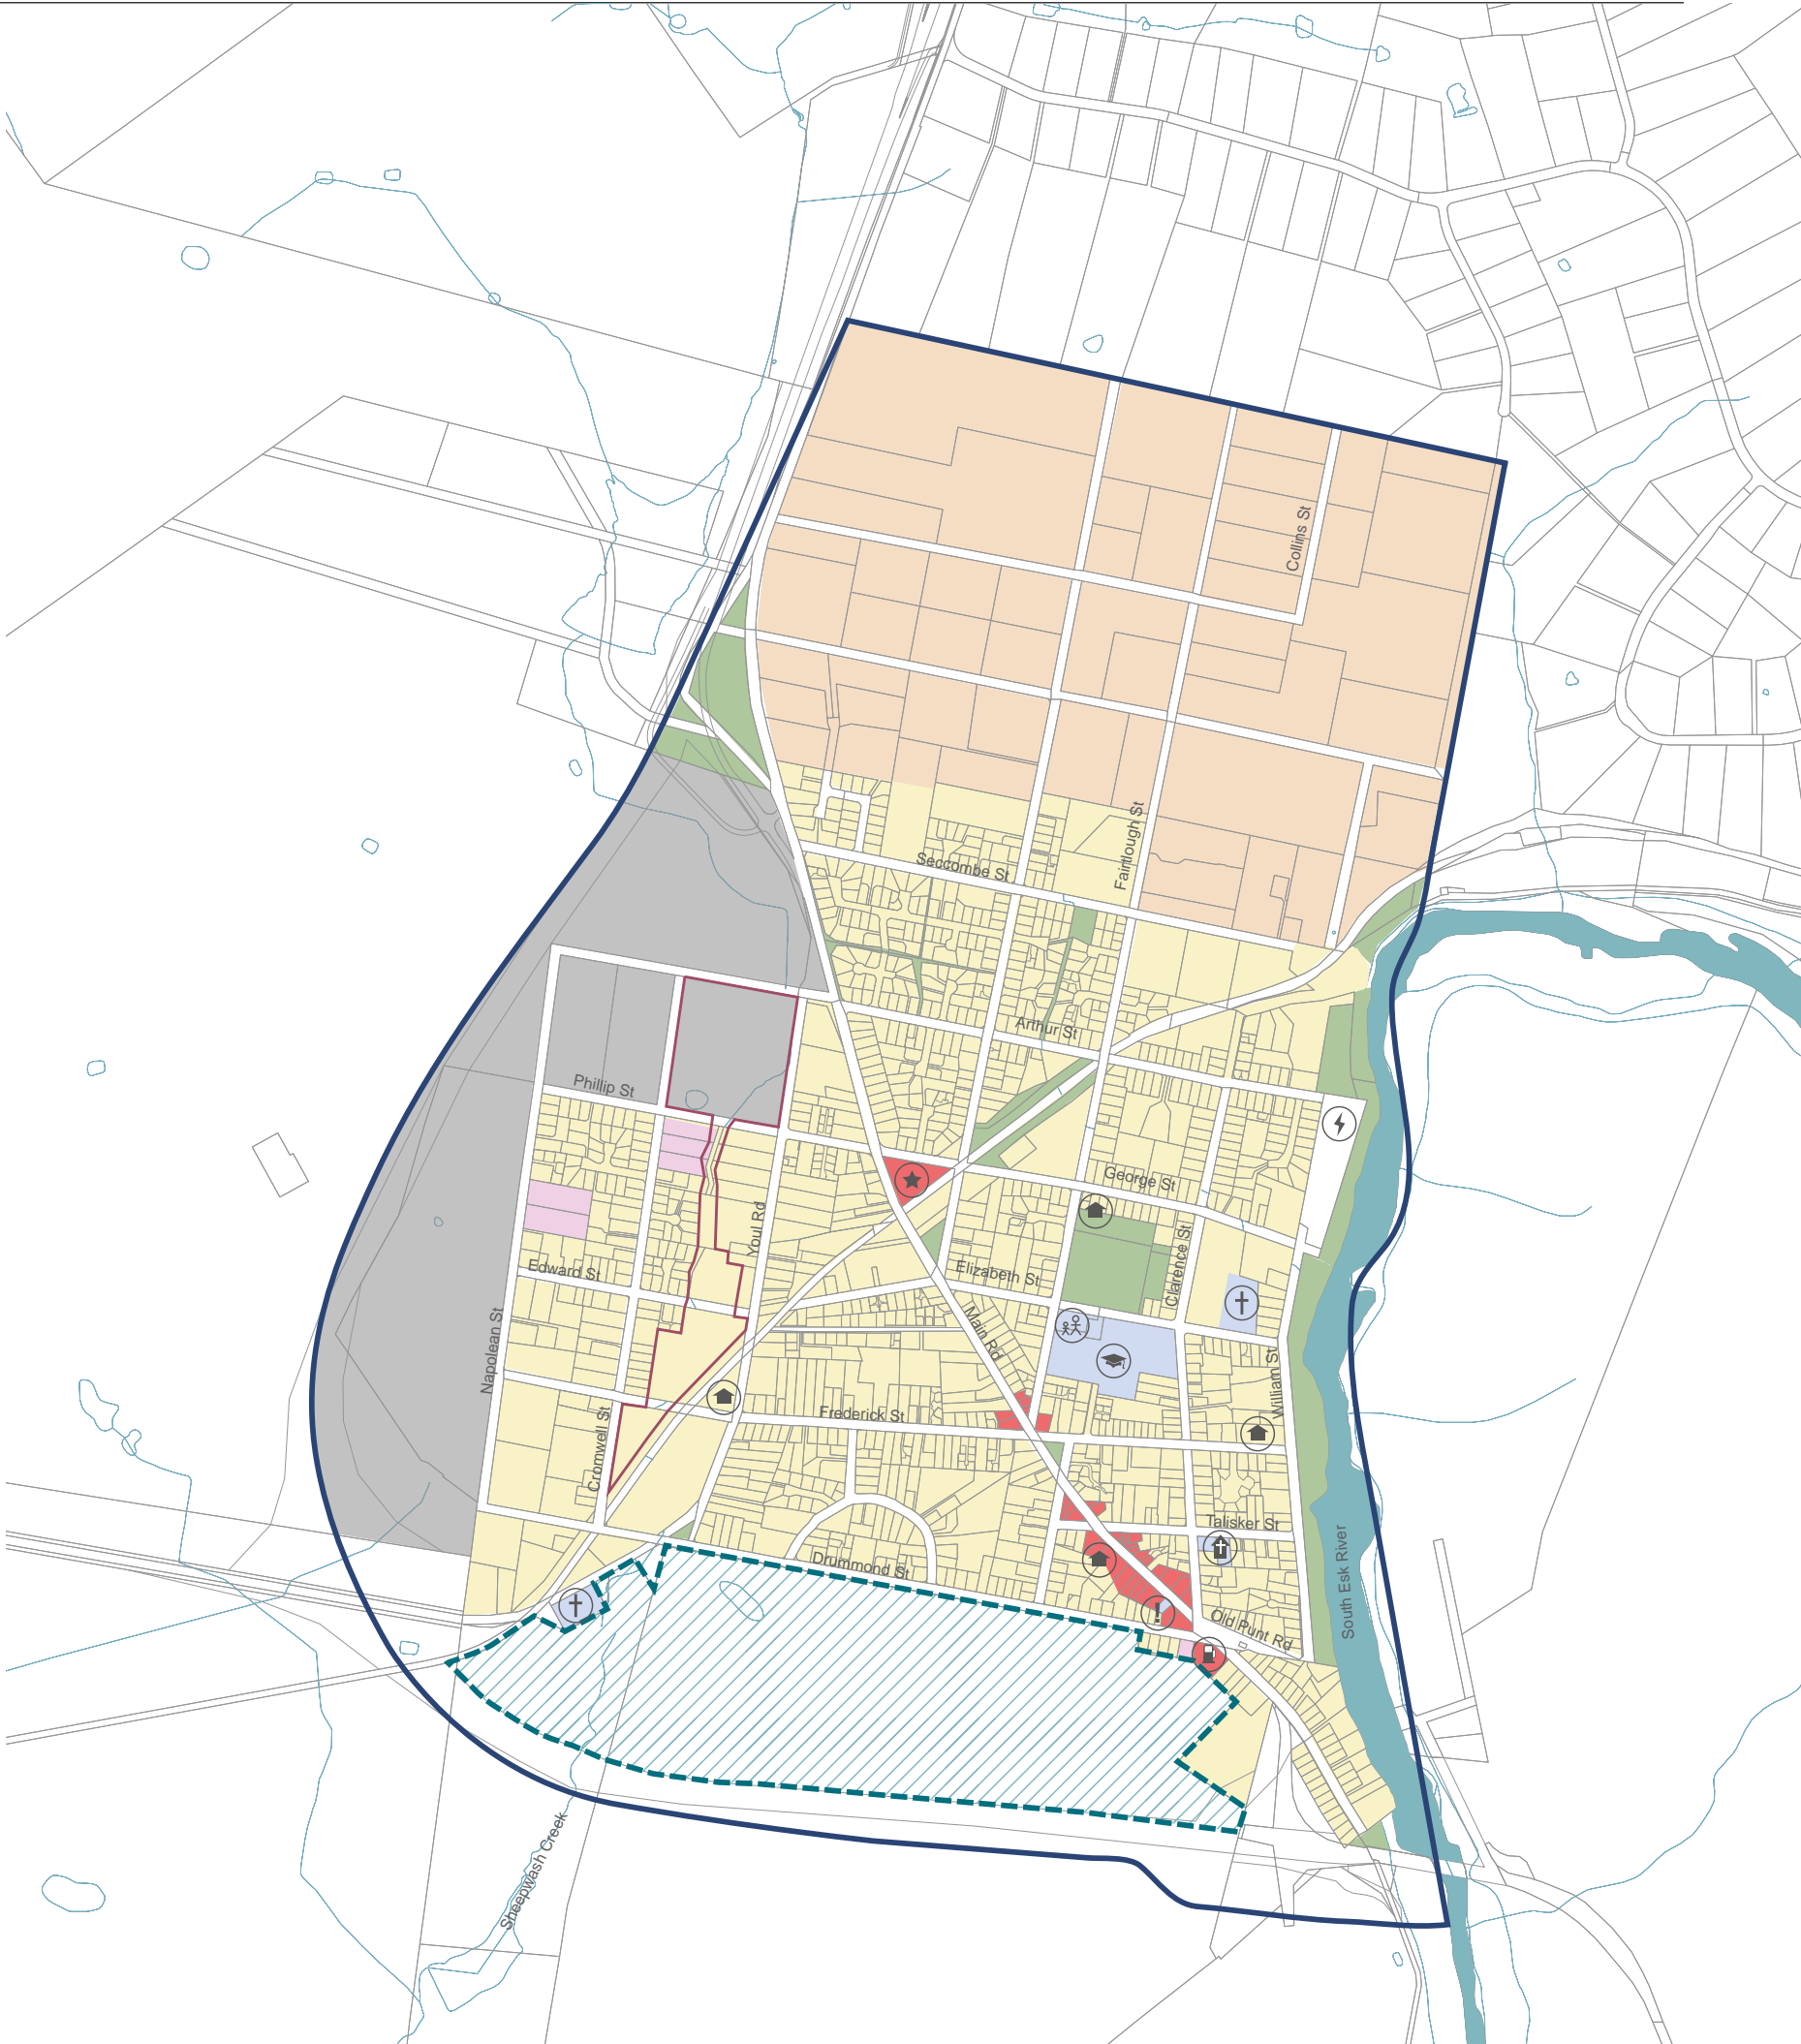 Collins St
Fairtlough St
Seccombe St
Arthur St
Phillip St
George St
Youl Rd
Clarence St
Edward St
Elizabeth St
Main Rd
Napolean St
William St
Frederick St
Cromwell St
Talisker St
Drummond St
South Esk River
Old Punt Rd
Sheepwash Creek